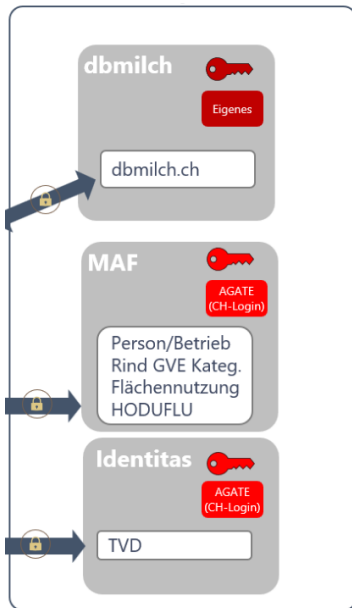 dbmilch
Eigenes
dbmilch.ch
MAF
AGATE
(CH-Login)
Person/Betrieb
Rind GVE Kateg.
Flächennutzung
HODUFLU
Identitas
AGATE
(CH-Login)
TVD